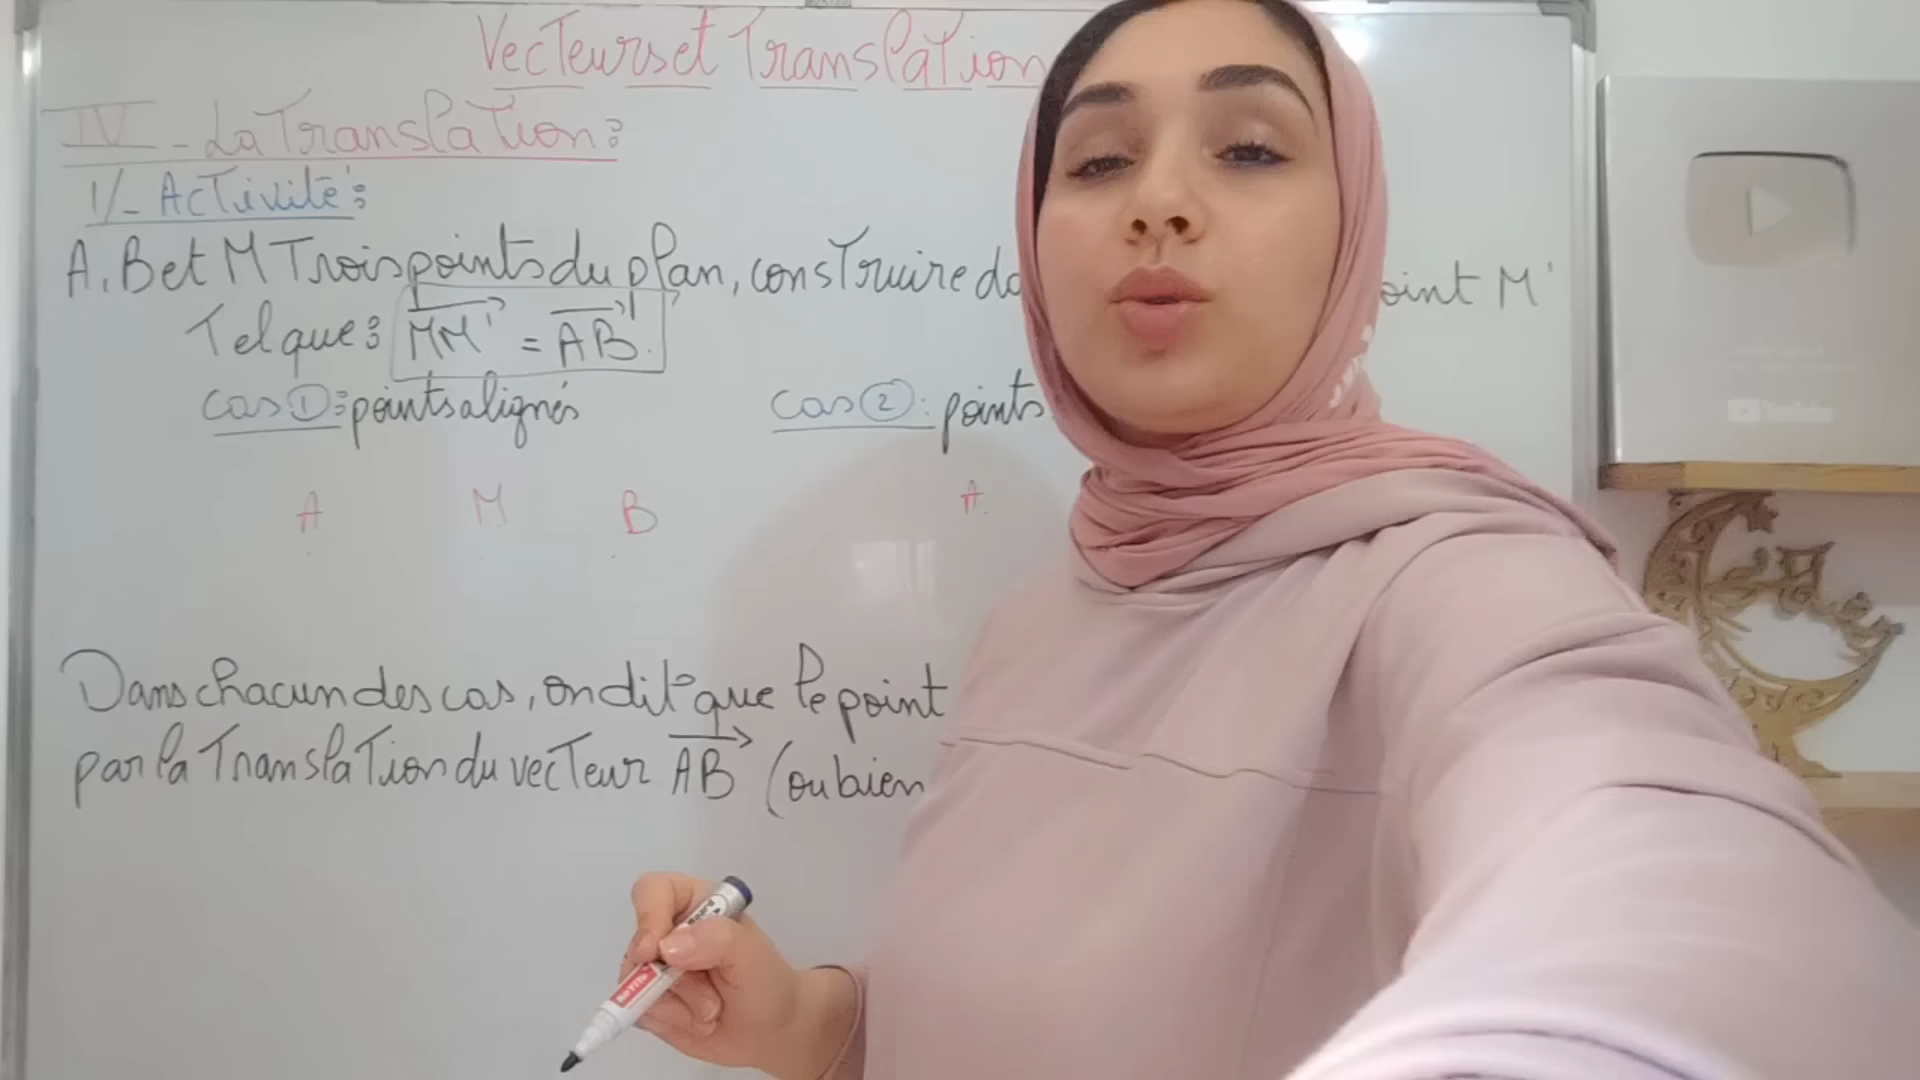 Vecteurs et Translation
IV - La Translation:
1/- Activité:
A, B et M Trois points du plan, construire point M'
Tel que: MM' = AB.
cas 1: points alignés
cas 2: points
A M B
A
Dans chacun des cas, on dit que le point
par la Translation du vecteur AB (ou bien